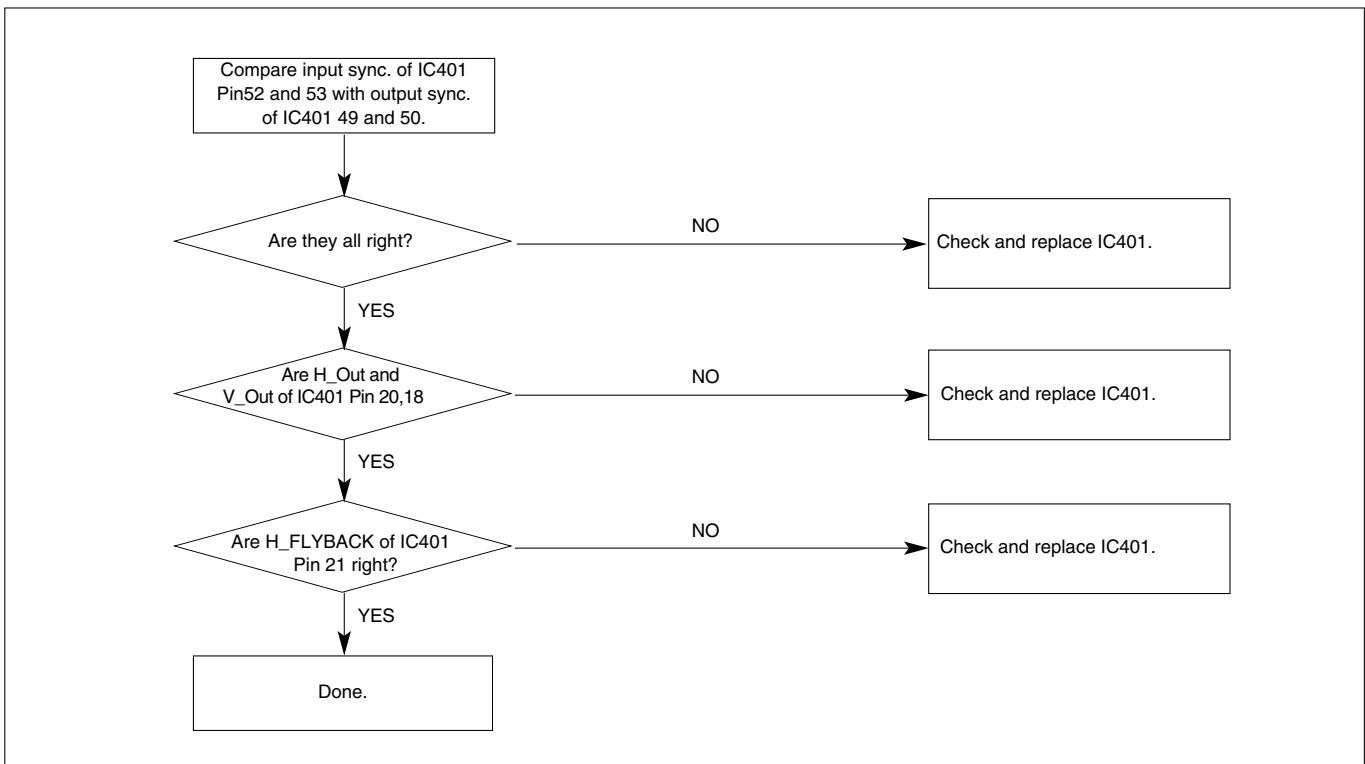 Compare input sync. of IC401
Pin52 and 53 with output sync.
of IC401 49 and 50.
Are they all right?
NO
Check and replace IC401.
YES
Are H_Out and
V_Out of IC401 Pin 20,18
NO
Check and replace IC401.
YES
Are H_FLYBACK of IC401
Pin 21 right?
NO
Check and replace IC401.
YES
Done.